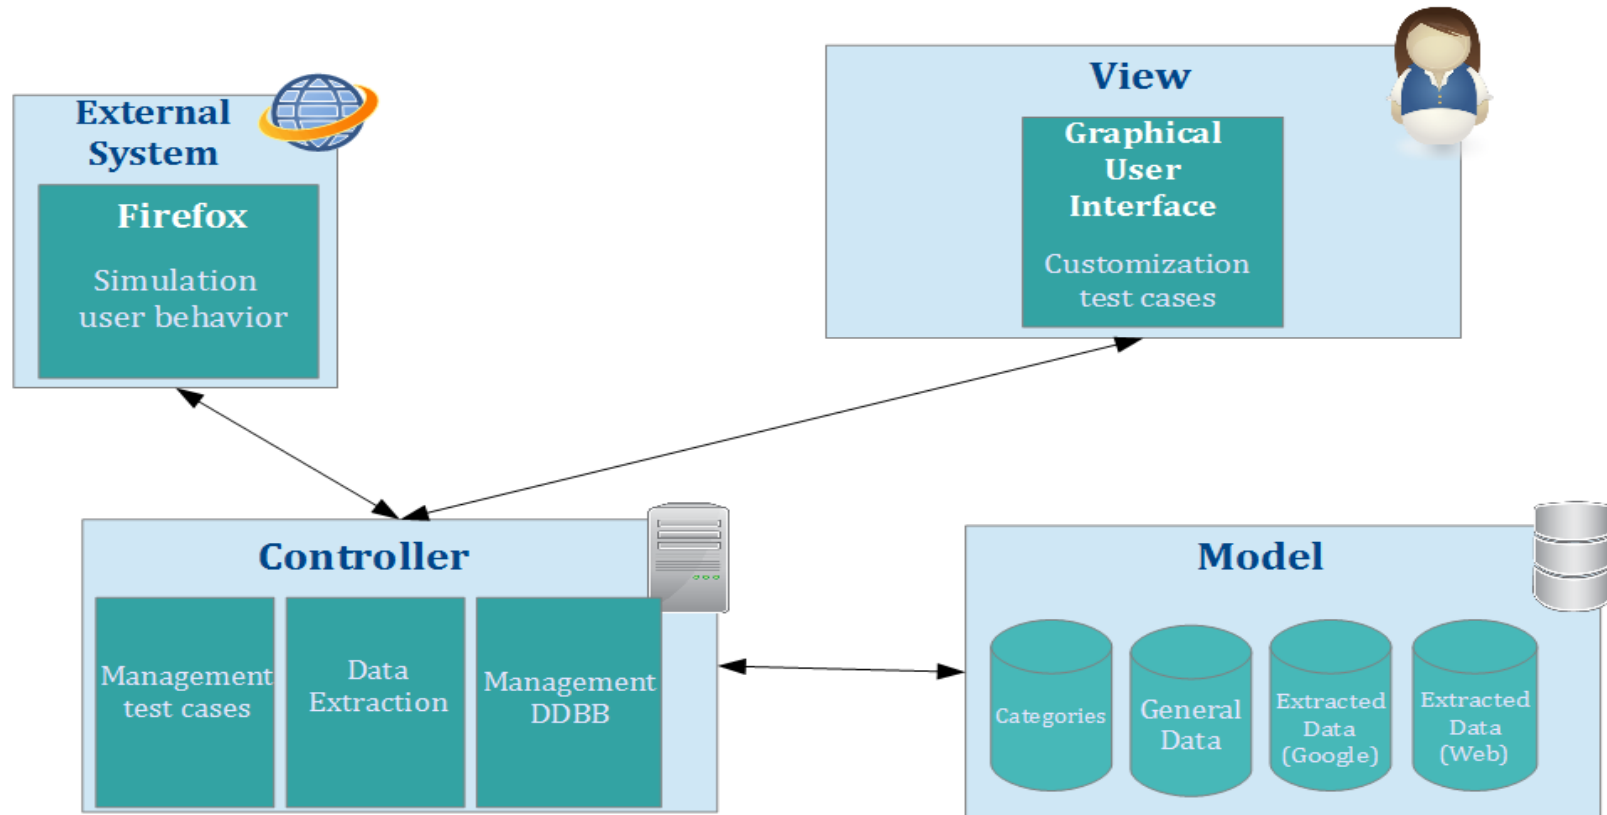 External
System
Firefox
Simulation
user behavior
View
Graphical
User
Interface
Customization
test cases
Controller
Management
test cases
Data
Extraction
Management
DDBB
Model
Categories
General
Data
Extracted
Data
(Google)
Extracted
Data
(Web)